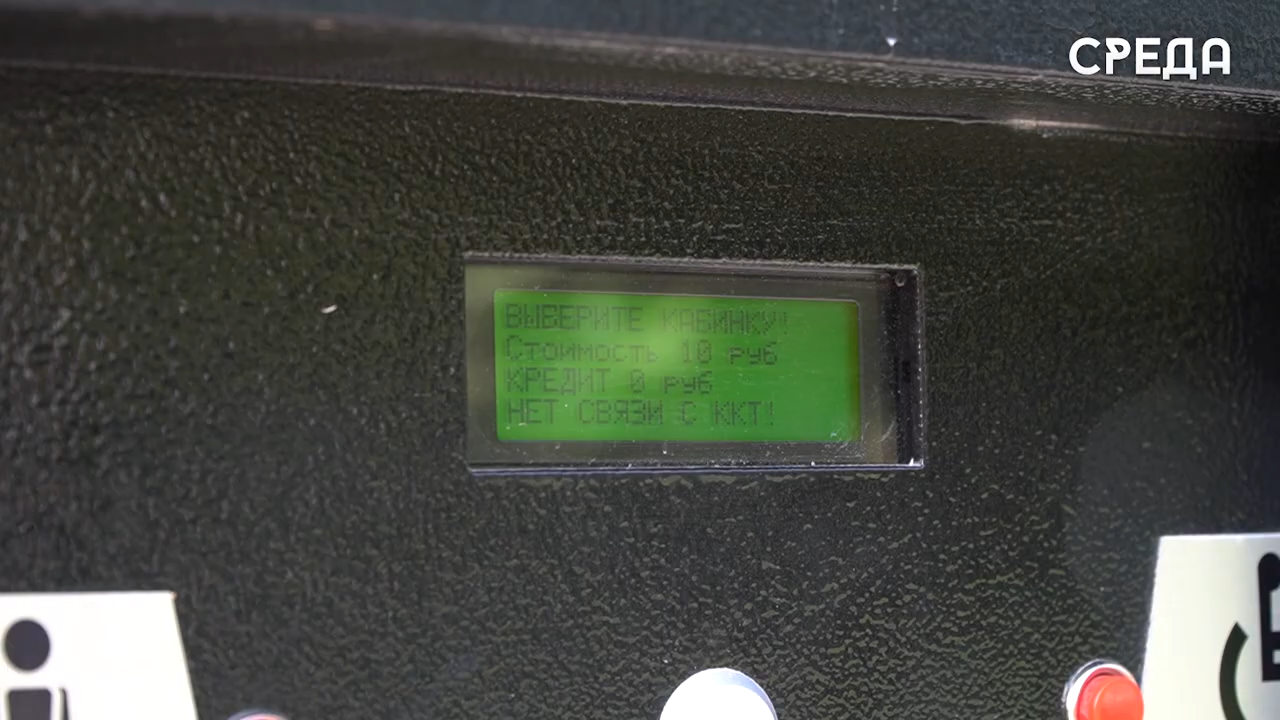 СРЕДА
ВЫБЕРИТЕ КАБИНКУ!
Стоимость 10 руб
КРЕДИТ 0 руб
НЕТ СВЯЗИ С ККТ!